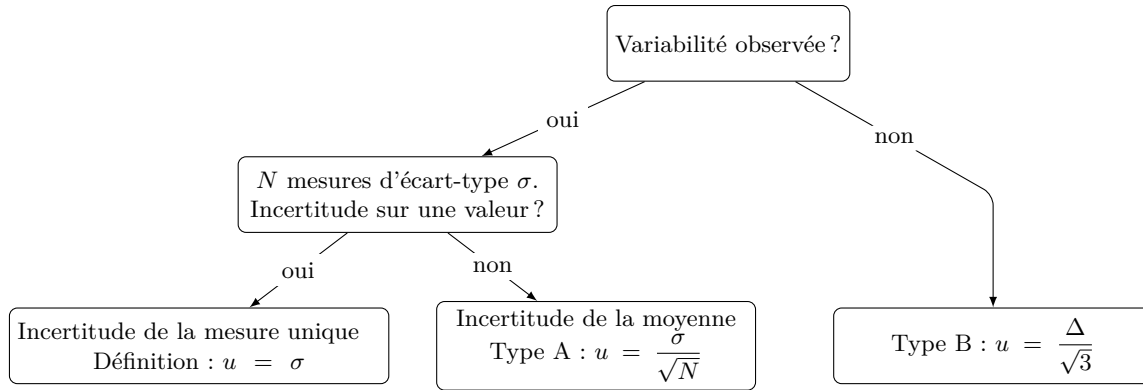 Variabilité observée ?
oui
non
N mesures d'écart-type σ.
Incertitude sur une valeur ?
oui
non
Incertitude de la mesure unique
Définition : u = σ
Incertitude de la moyenne
Type A : u = σ/√N
Type B : u = Δ/√3